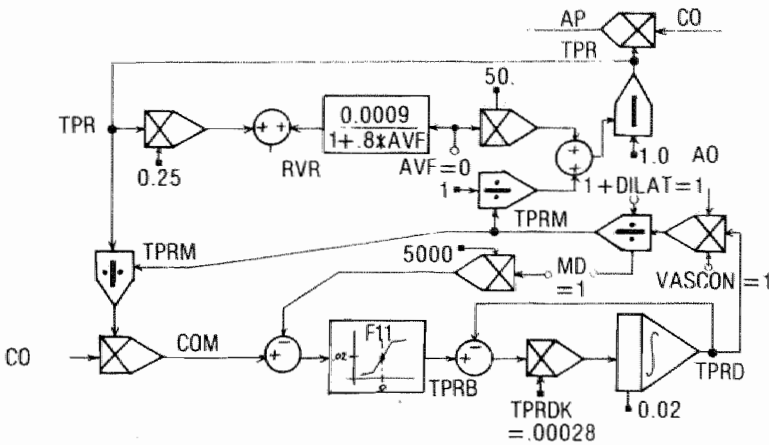 AP
CO
TPR
50.
0.0009
1+.8*AVF
TPR
++
+
+
1.0
AO
0.25
RVR
AVF=0
1
÷
1+DILAT=1
TPRM
÷
÷
TPRM
5000
MD
=1
VASCON=1
F11
CO
COM
+-
.02
TPRB
+-
∫
TPRD
TPRDK
=.00028
0.02